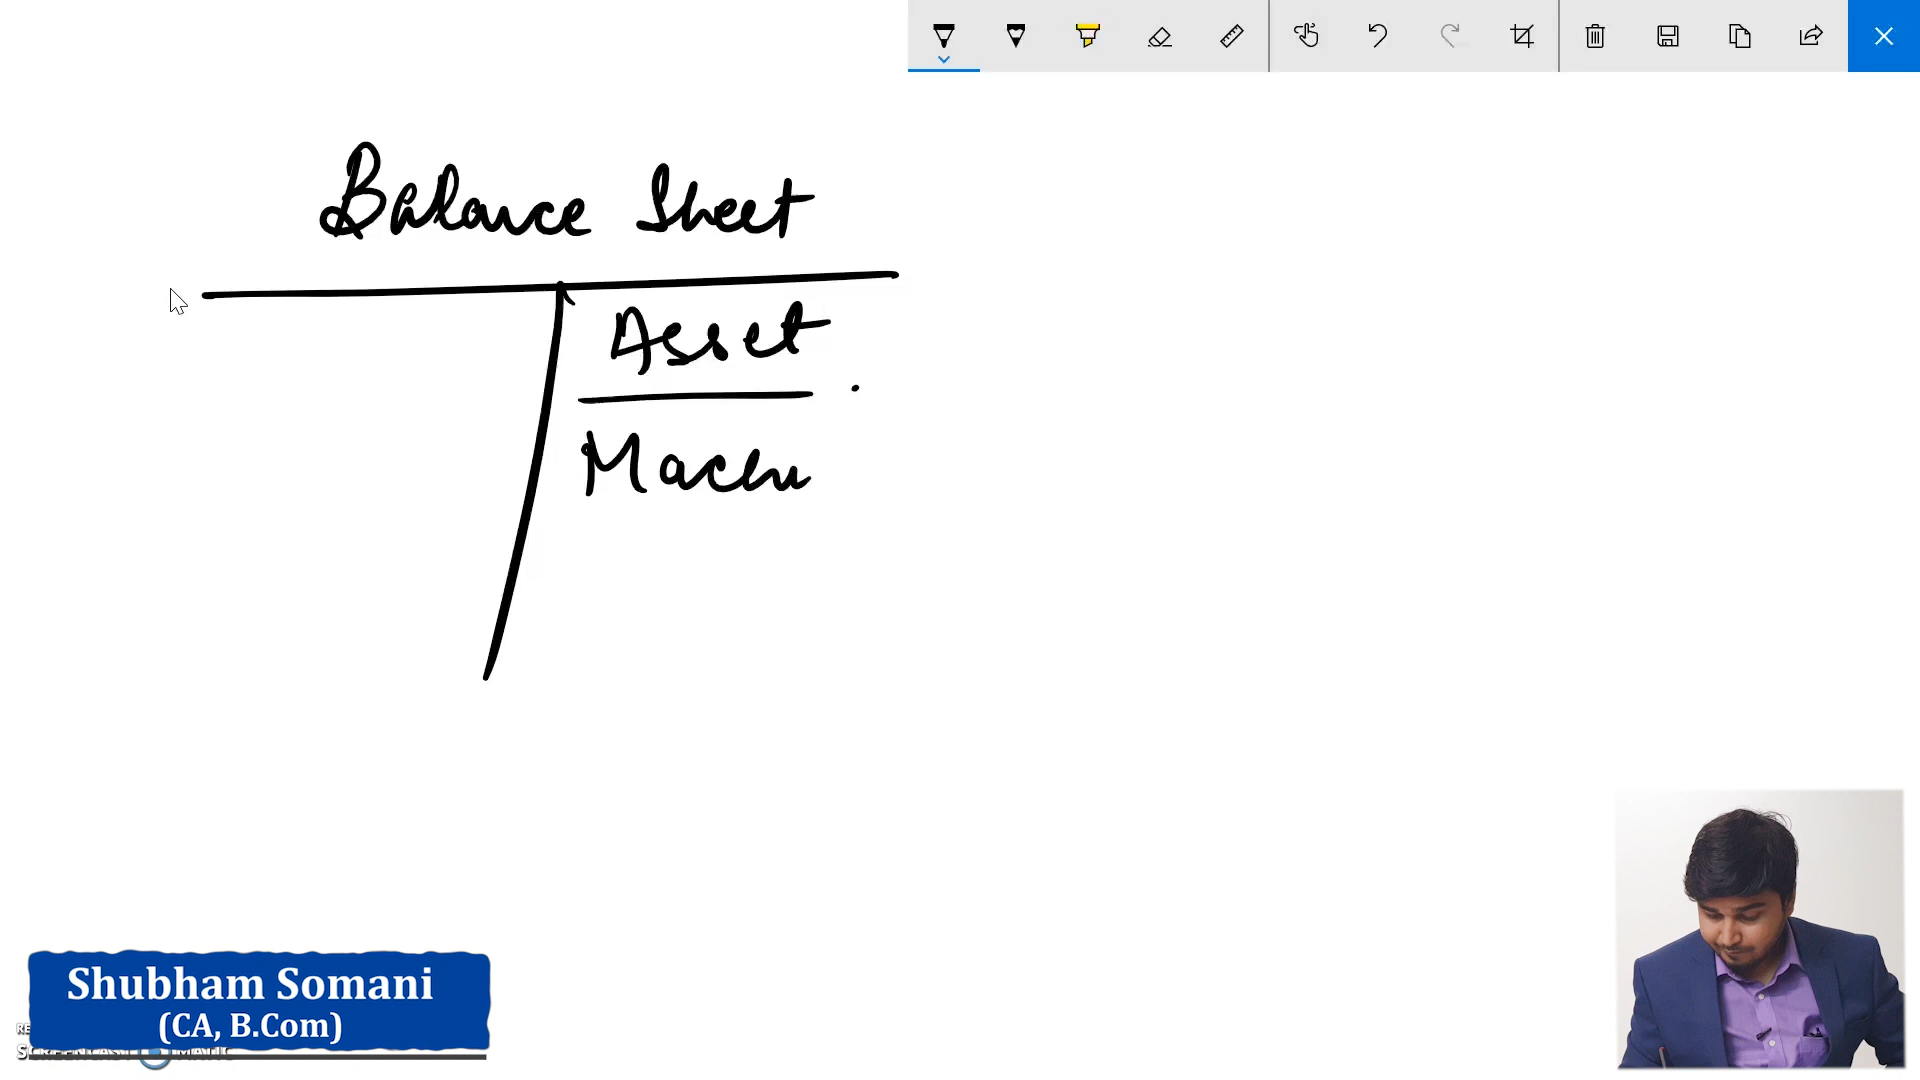 Balance Sheet
Asset
Machi
Shubham Somani
(CA, B.Com)